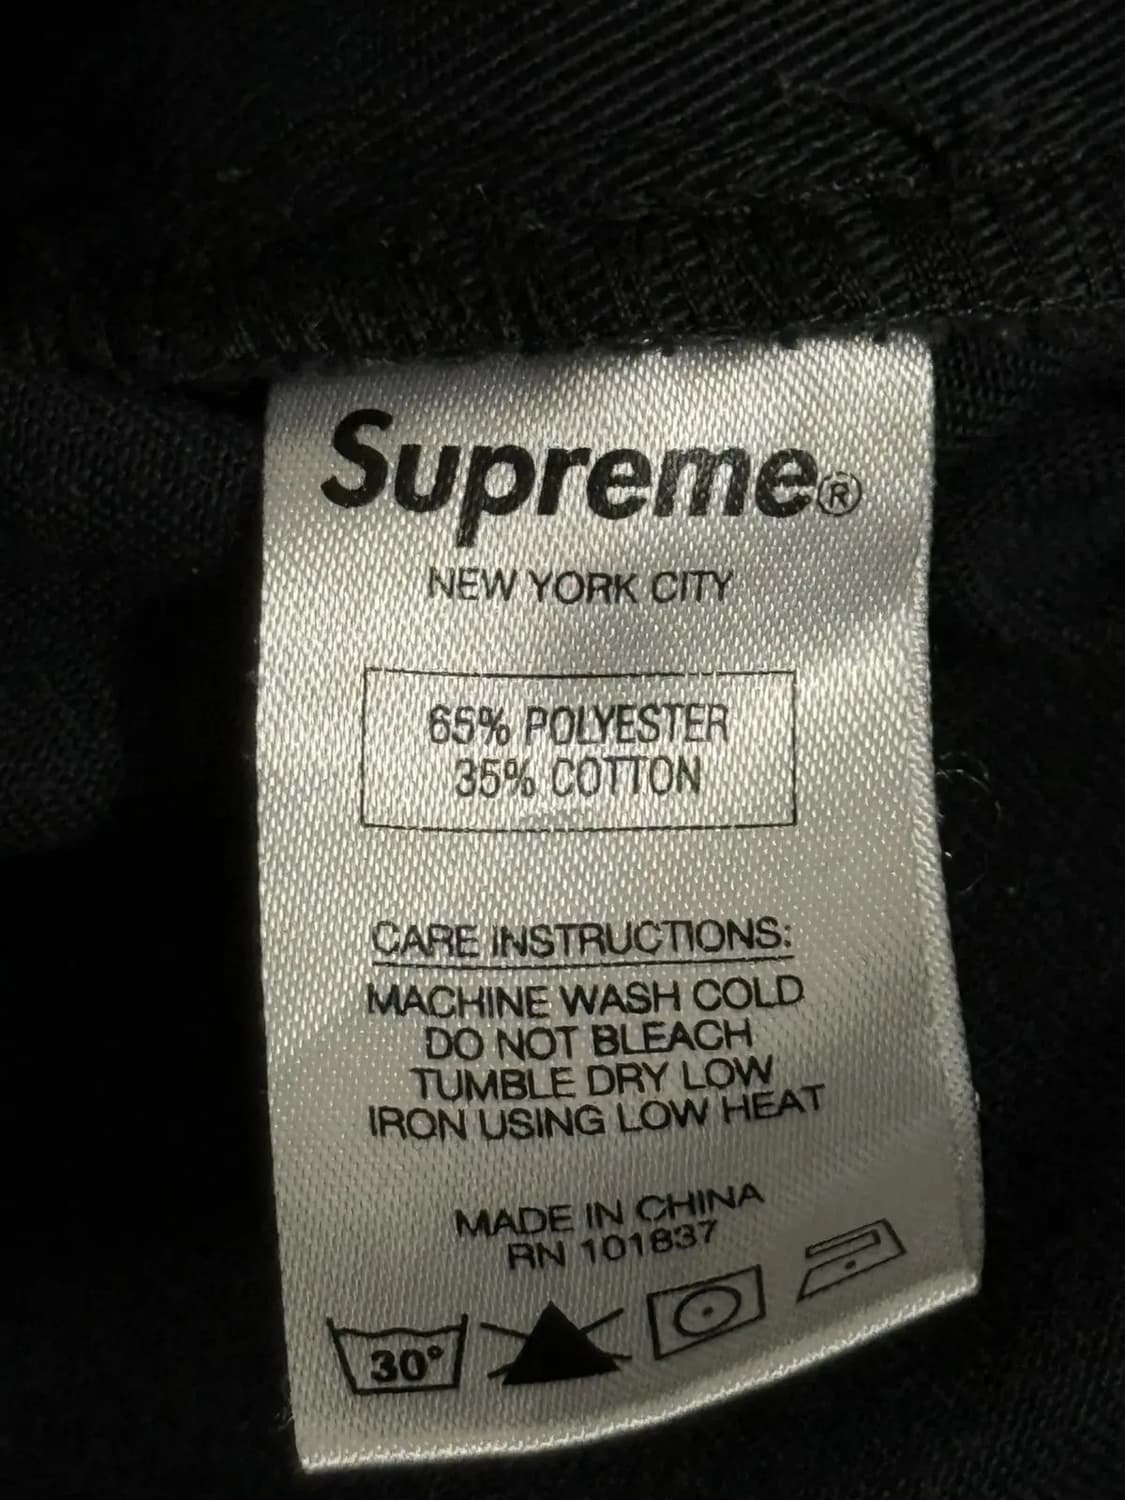 Supreme®
NEW YORK CITY
65% POLYESTER
35% COTTON
CARE INSTRUCTIONS:
MACHINE WASH COLD
DO NOT BLEACH
TUMBLE DRY LOW
IRON USING LOW HEAT
MADE IN CHINA
RN 101837
30°